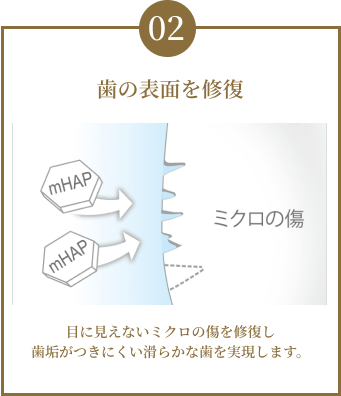 02
歯の表面を修復
mHAP
ミクロの傷
mHAP
目に見えないミクロの傷を修復し
歯垢がつきにくい滑らかな歯を実現します。